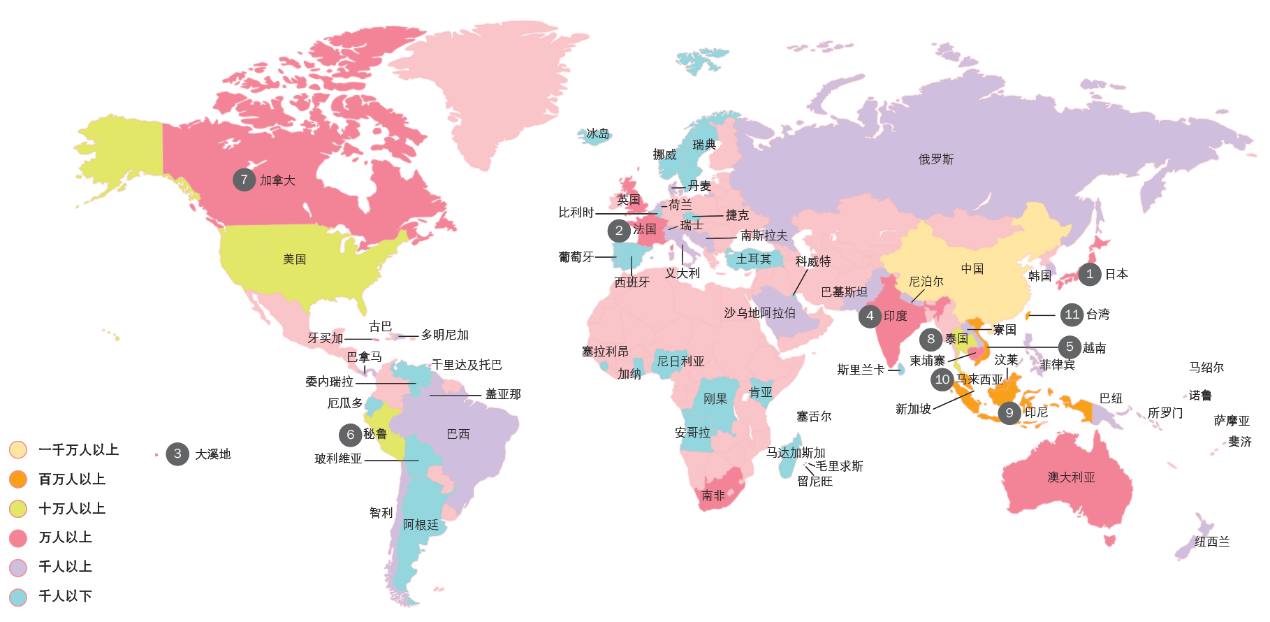 冰岛
瑞典
挪威
俄罗斯
丹麦
7 加拿大
英国
荷兰
比利时
捷克
瑞士
2 法国
南斯拉夫
葡萄牙
土耳其
科威特
美国
中国
义大利
西班牙
韩国
1 日本
尼泊尔
巴基斯坦
沙乌地阿拉伯
4 印度
11 台湾
古巴
多明尼加
牙买加
寮国
8 泰国
5 越南
塞拉利昂
巴拿马
千里达及托巴
尼日利亚
柬埔寨
汶莱
菲律宾
加纳
斯里兰卡
马绍尔
委内瑞拉
10 马来西亚
盖亚那
肯亚
诺鲁
刚果
巴纽
厄瓜多
新加坡
9 印尼
所罗门
塞舌尔
萨摩亚
6 秘鲁
巴西
安哥拉
斐济
一千万人以上
3 大溪地
马达加斯加
玻利维亚
毛里求斯
百万人以上
澳大利亚
留尼旺
南非
十万人以上
智利
阿根廷
万人以上
纽西兰
千人以上
千人以下